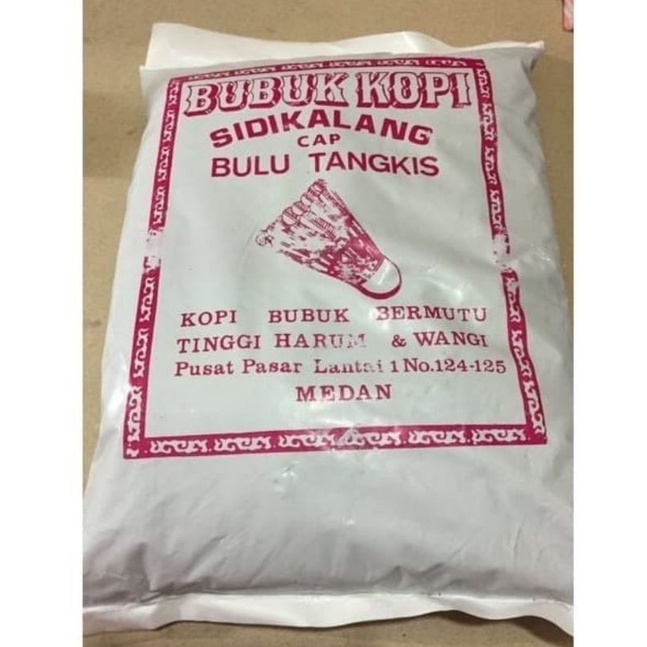 BUBUK KOPI
SIDIKALANG
CAP
BULU TANGKIS
KOPI BUBUK BERMUTU
TINGGI HARUM & WANGI
Pusat Pasar Lantai 1 No.124-125
MEDAN